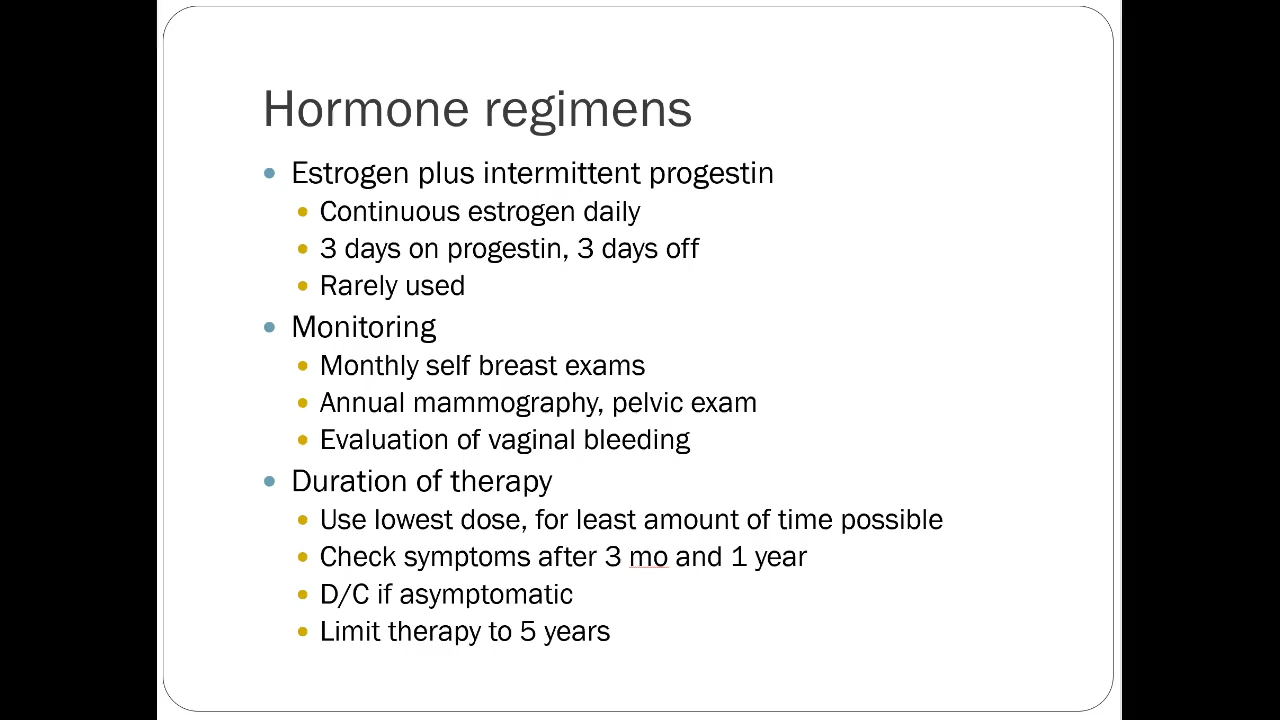 Hormone regimens
Estrogen plus intermittent progestin
Continuous estrogen daily
3 days on progestin, 3 days off
Rarely used
Monitoring
Monthly self breast exams
Annual mammography, pelvic exam
Evaluation of vaginal bleeding
Duration of therapy
Use lowest dose, for least amount of time possible
Check symptoms after 3 mo and 1 year
D/C if asymptomatic
Limit therapy to 5 years